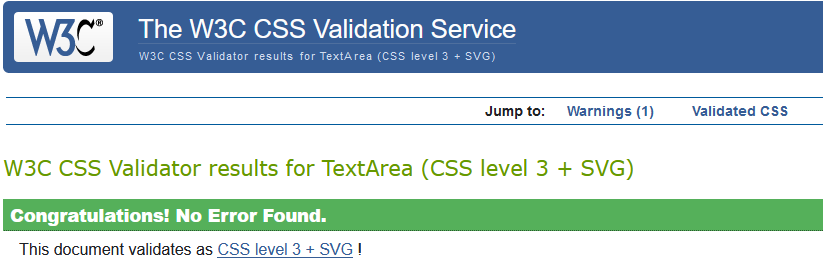 W3C® The W3C CSS Validation Service
W3C CSS Validator results for TextArea (CSS level 3 + SVG)
Jump to: Warnings (1) Validated CSS
W3C CSS Validator results for TextArea (CSS level 3 + SVG)
Congratulations! No Error Found.
This document validates as CSS level 3 + SVG !